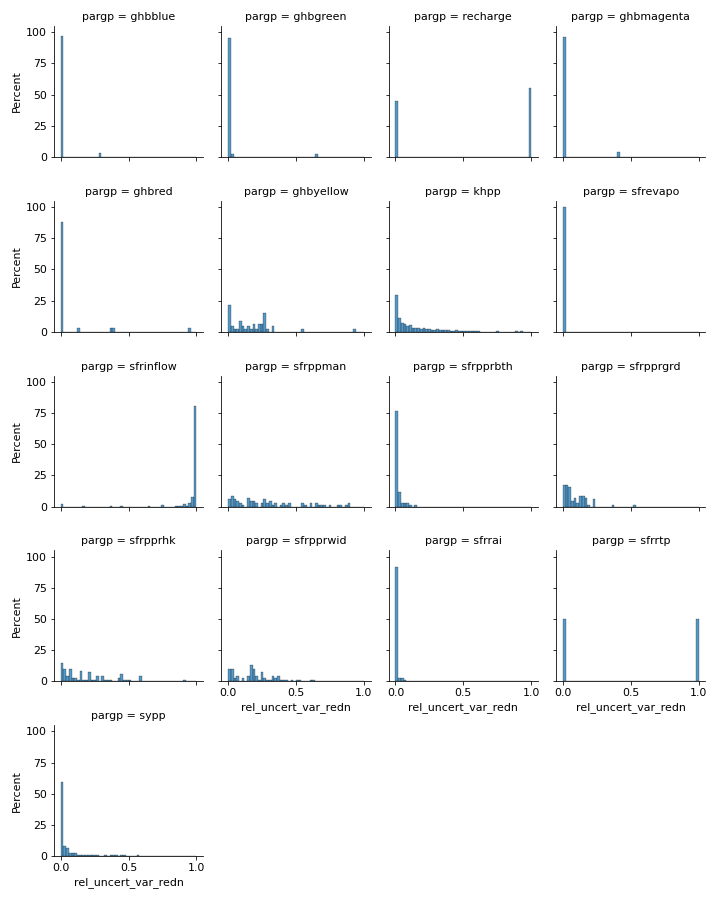 pargp = ghbblue pargp = ghbgreen pargp = recharge pargp = ghbmagenta
100
75
50
25
0
Percent
pargp = ghbred pargp = ghbyellow pargp = khpp pargp = sfrevapo
100
75
50
25
0
Percent
pargp = sfrinflow pargp = sfrppman pargp = sfrpprbth pargp = sfrpprgrd
100
75
50
25
0
Percent
pargp = sfrpprhk pargp = sfrpprwid pargp = sfrrai pargp = sfrrtp
100
75
50
25
0
Percent
0.0 0.5 1.0 0.0 0.5 1.0 0.0 0.5 1.0
rel_uncert_var_redn rel_uncert_var_redn rel_uncert_var_redn
pargp = sypp
100
75
50
25
0
Percent
0.0 0.5 1.0
rel_uncert_var_redn